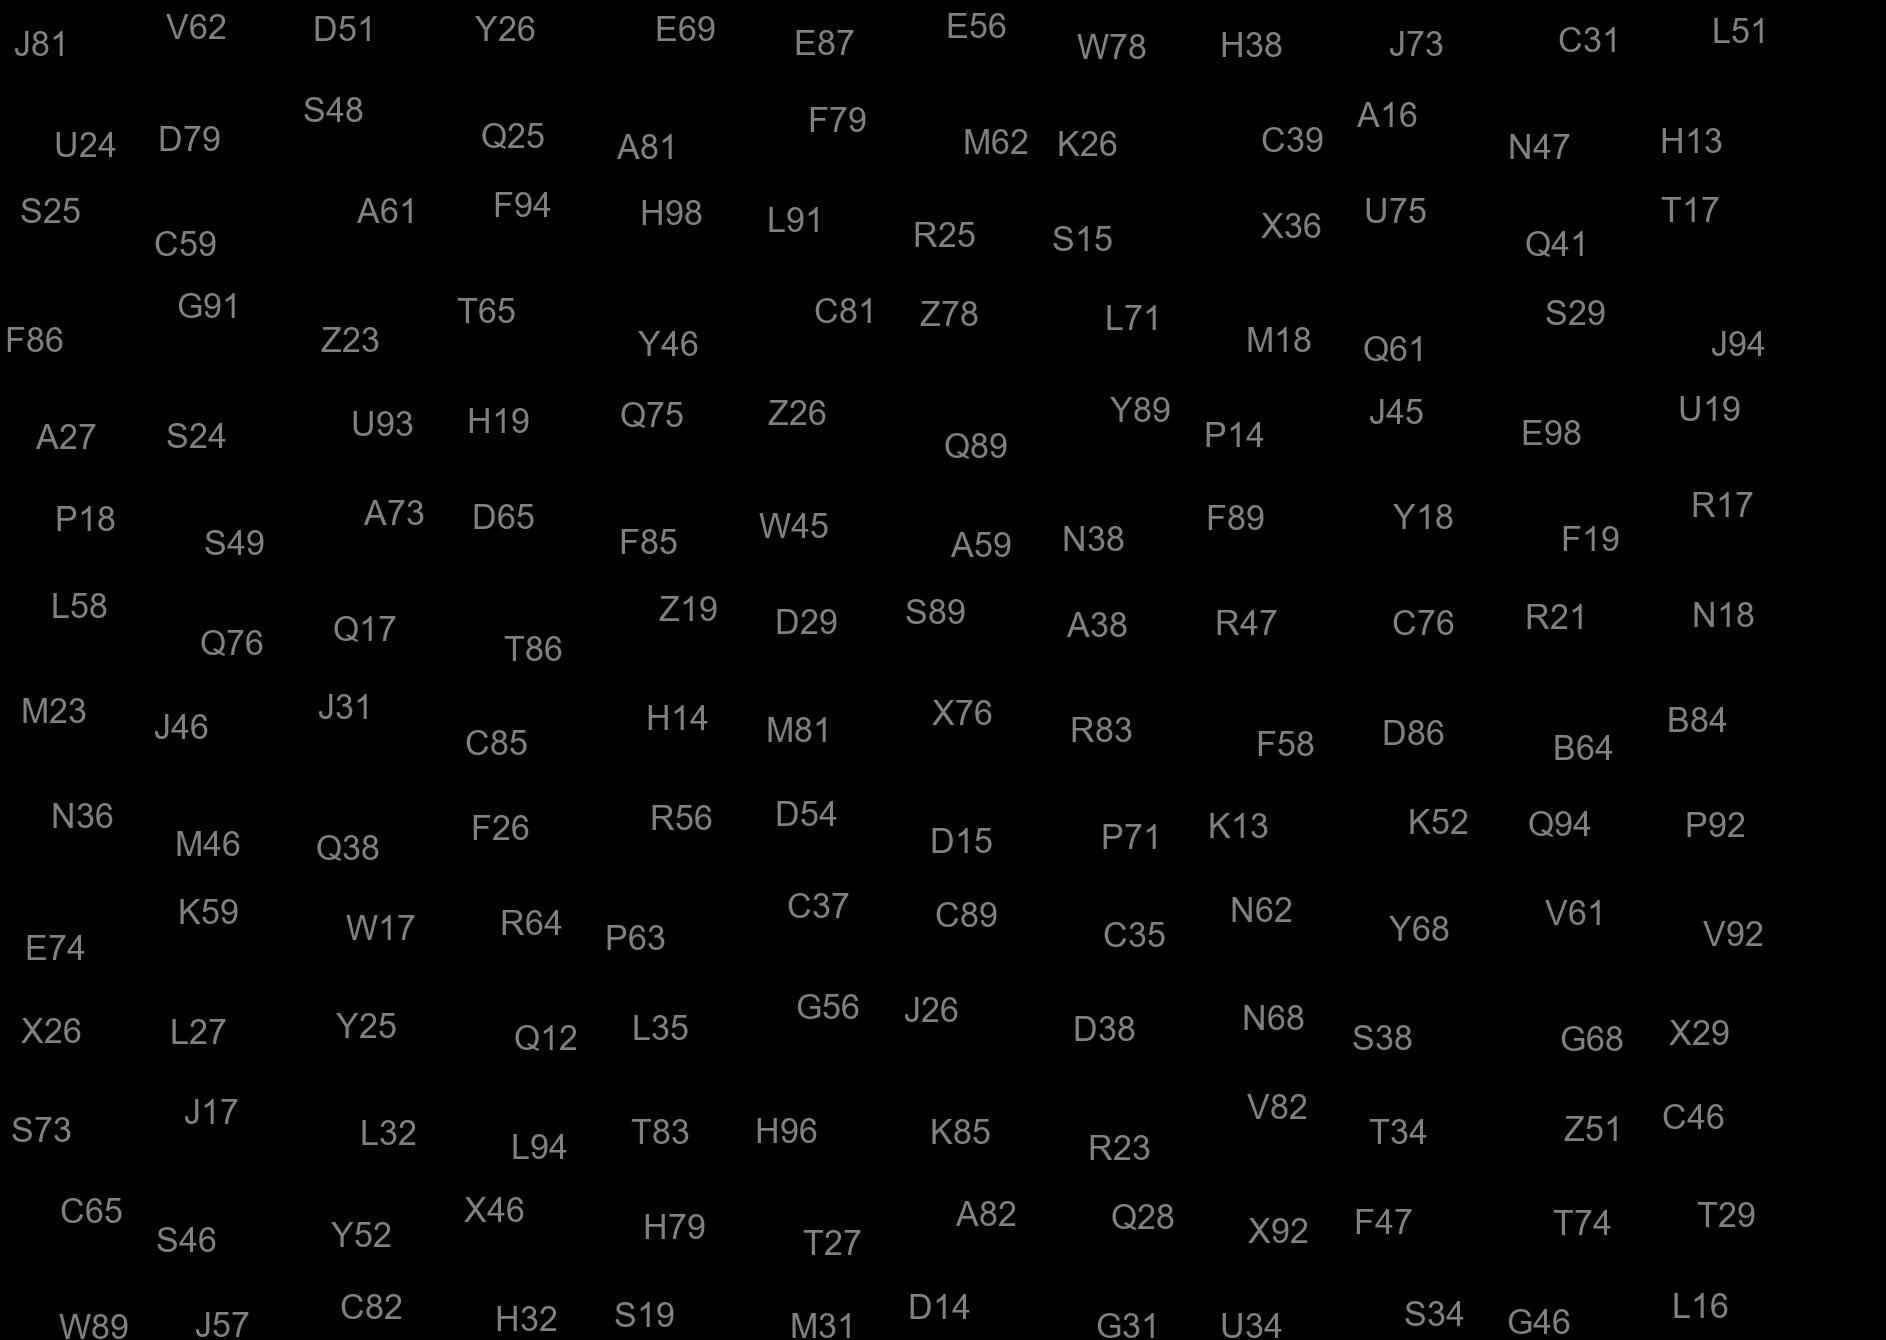 J81 V62 D51 Y26 E69 E87 E56 W78 H38 J73 C31 L51
U24 D79 S48 Q25 A81 F79 M62 K26 C39 A16 N47 H13
S25 C59 A61 F94 H98 L91 R25 S15 X36 U75 Q41 T17
F86 G91 Z23 T65 Y46 C81 Z78 L71 M18 Q61 S29 J94
A27 S24 U93 H19 Q75 Z26 Q89 Y89 P14 J45 E98 U19
P18 S49 A73 D65 F85 W45 A59 N38 F89 Y18 F19 R17
L58 Q76 Q17 T86 Z19 D29 S89 A38 R47 C76 R21 N18
M23 J46 J31 C85 H14 M81 X76 R83 F58 D86 B64 B84
N36 M46 Q38 F26 R56 D54 D15 P71 K13 K52 Q94 P92
E74 K59 W17 R64 P63 C37 C89 C35 N62 Y68 V61 V92
X26 L27 Y25 Q12 L35 G56 J26 D38 N68 S38 G68 X29
S73 J17 L32 L94 T83 H96 K85 R23 V82 T34 Z51 C46
C65 S46 Y52 X46 H79 T27 A82 Q28 X92 F47 T74 T29
W89 J57 C82 H32 S19 M31 D14 G31 U34 S34 G46 L16